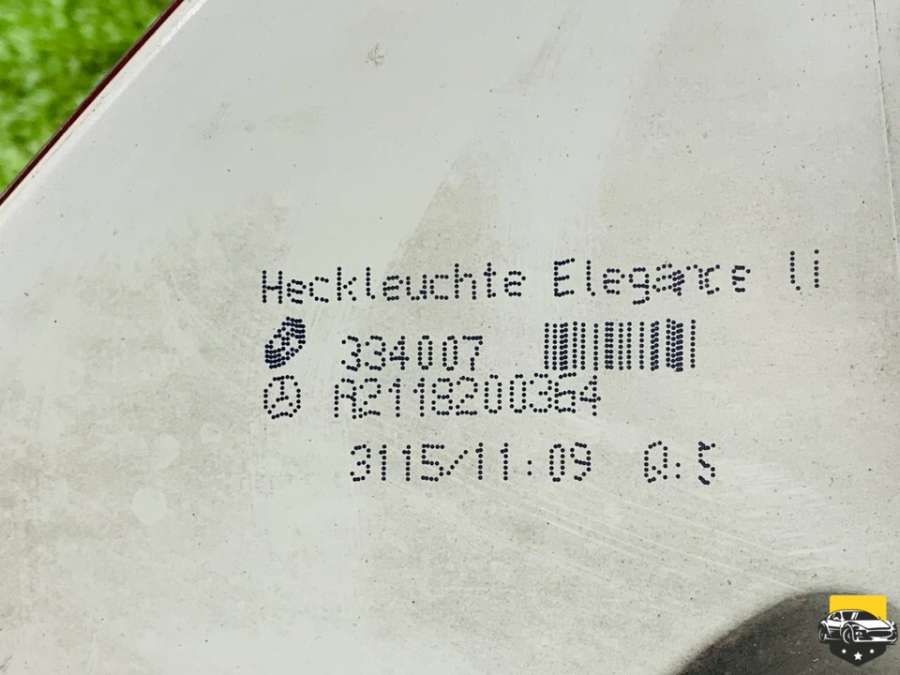 Heckleuchte Elegance li
334007
A2118200364
3115/11:09 Q:5